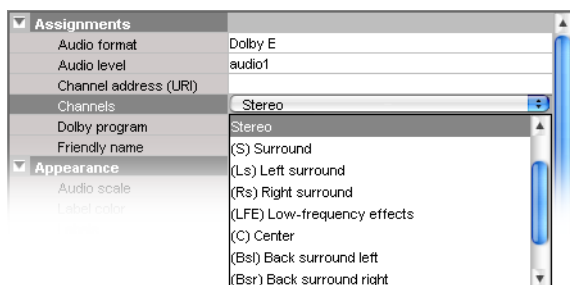 Assignments
Audio format Dolby E
Audio level audio1
Channel address (URI)
Channels Stereo
Dolby program Stereo
Friendly name (S) Surround
Appearance (Ls) Left surround
Audio scale (Rs) Right surround
Label color (LFE) Low-frequency effects
(C) Center
(Bsl) Back surround left
(Bsr) Back surround right